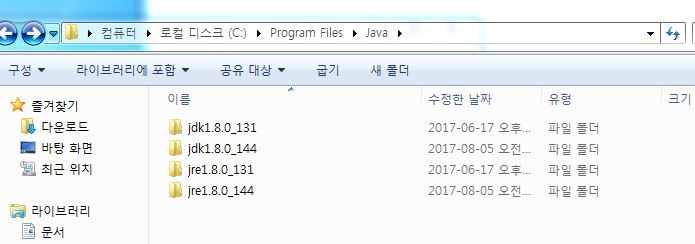 컴퓨터 ▸ 로컬 디스크 (C:) ▸ Program Files ▸ Java ▸
구성 라이브러리에 포함 공유 대상 굽기 새 폴더
즐겨찾기
다운로드
바탕 화면
최근 위치
라이브러리
문서
이름 수정한 날짜 유형 크기
jdk1.8.0_131 2017-06-17 오후... 파일 폴더
jdk1.8.0_144 2017-08-05 오전... 파일 폴더
jre1.8.0_131 2017-06-17 오후... 파일 폴더
jre1.8.0_144 2017-08-05 오전... 파일 폴더